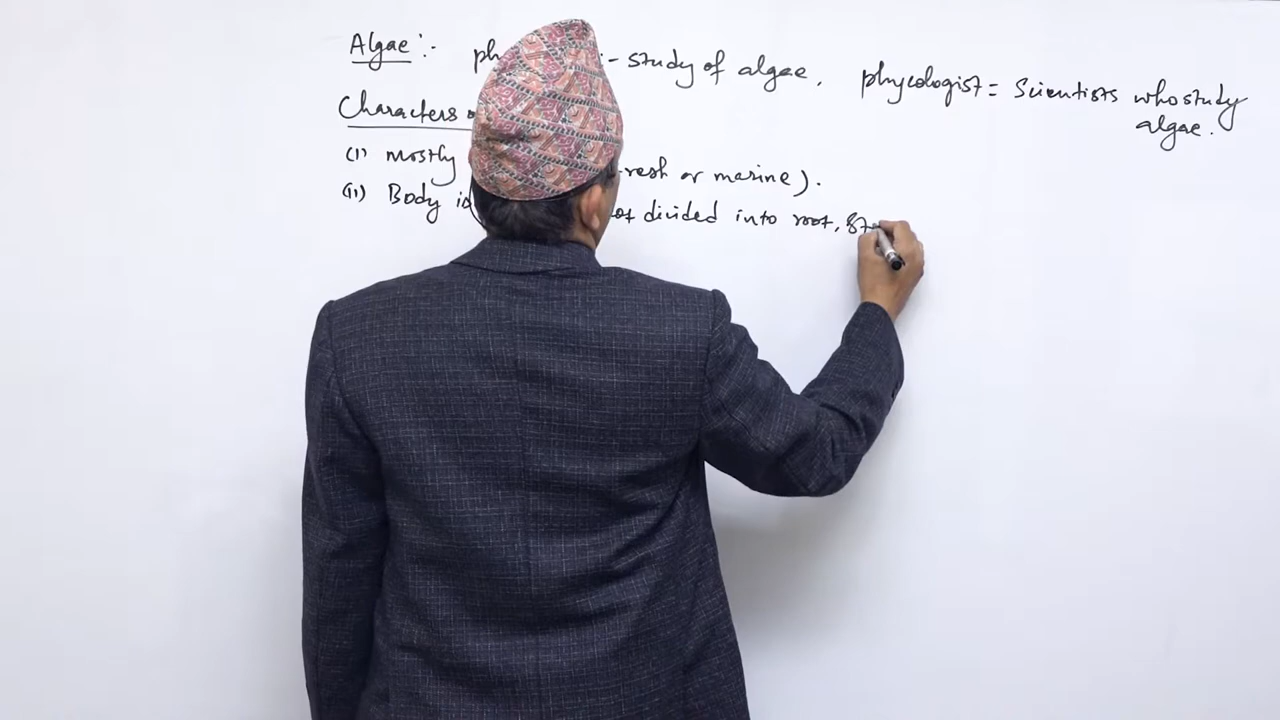 Algae :- ph :- study of algae, phycologist = Scientists who study
algae.
Characters
(i) mostly resh or marine).
(ii) Body is not divided into root, st